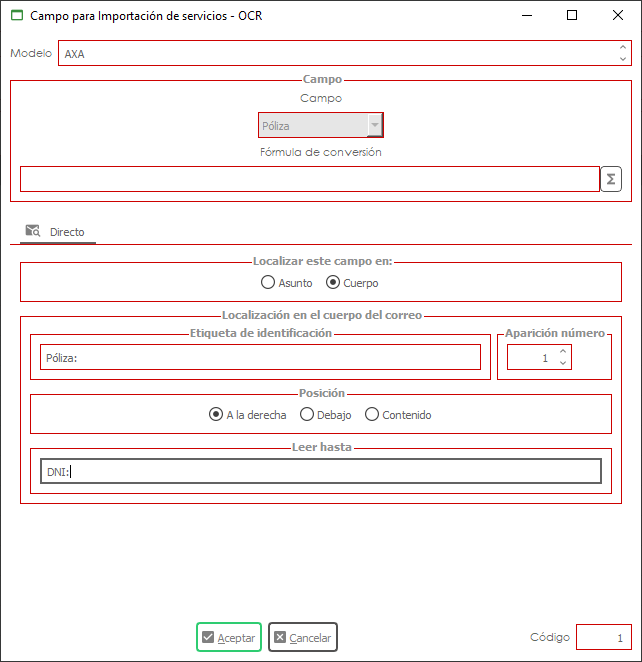 Campo para Importación de servicios - OCR
Modelo AXA
Campo
Campo
Póliza
Fórmula de conversión
Σ
Directo
Localizar este campo en:
Asunto Cuerpo
Localización en el cuerpo del correo
Etiqueta de identificación Aparición número
Póliza: 1
Posición
A la derecha Debajo Contenido
Leer hasta
DNI:
Aceptar Cancelar Código 1